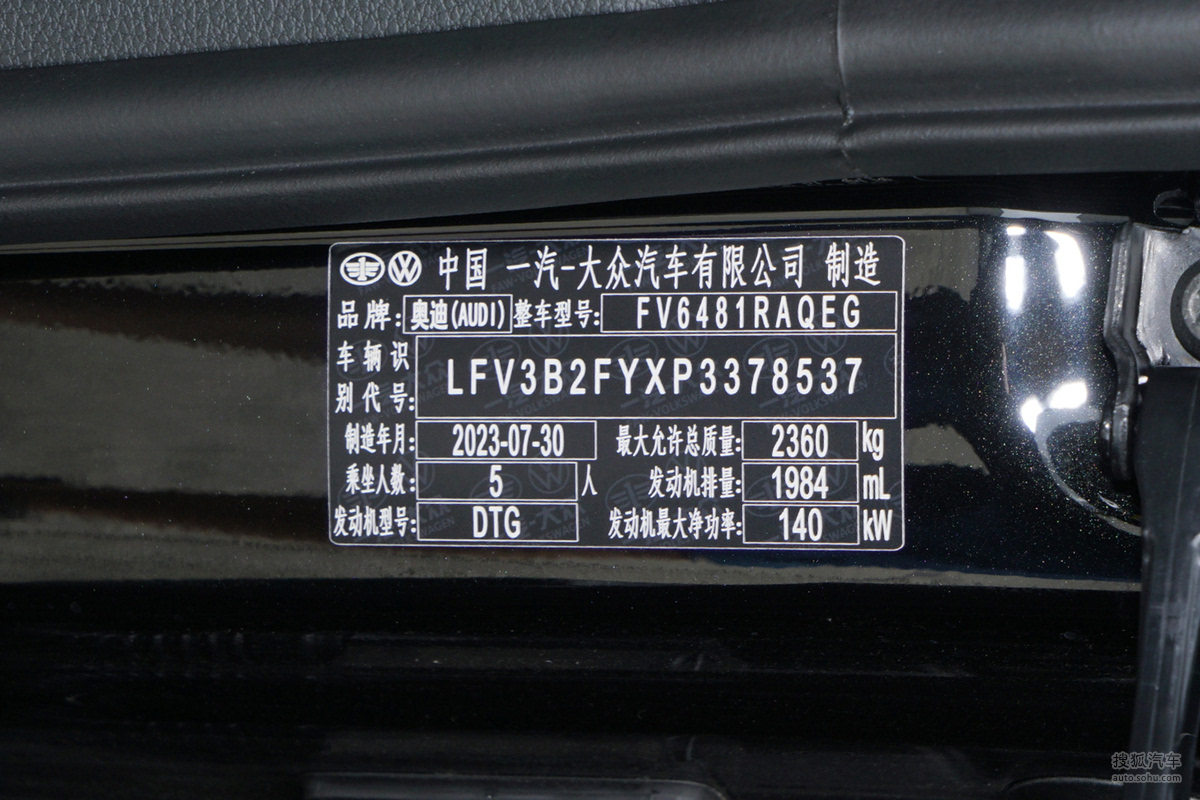 中国 一汽-大众汽车有限公司 制造
品牌: 奥迪(AUDI) 整车型号: FV6481RAQEG
车辆识别代号: LFV3B2FYXP3378537
制造年月: 2023-07-30 最大允许总质量: 2360 kg
乘坐人数: 5 人 发动机排量: 1984 mL
发动机型号: DTG 发动机最大净功率: 140 kW
搜狐汽车
auto.sohu.com